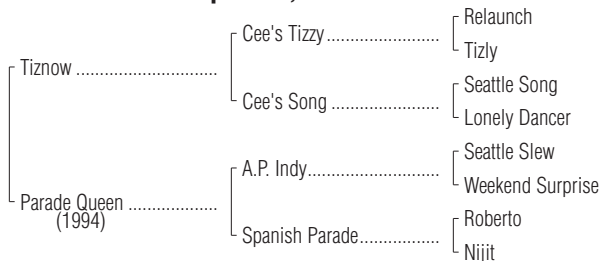 Relaunch
Cee's Tizzy ........................
Tizly
Tiznow ..............................
Seattle Song
Cee's Song .......................
Lonely Dancer
Seattle Slew
A.P. Indy............................
Weekend Surprise
Parade Queen ...................
(1994)
Roberto
Spanish Parade.................
Nijit